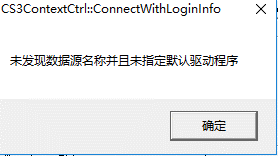 CS3ContextCtrl::ConnectWithLoginInfo
未发现数据源名称并且未指定默认驱动程序
确定